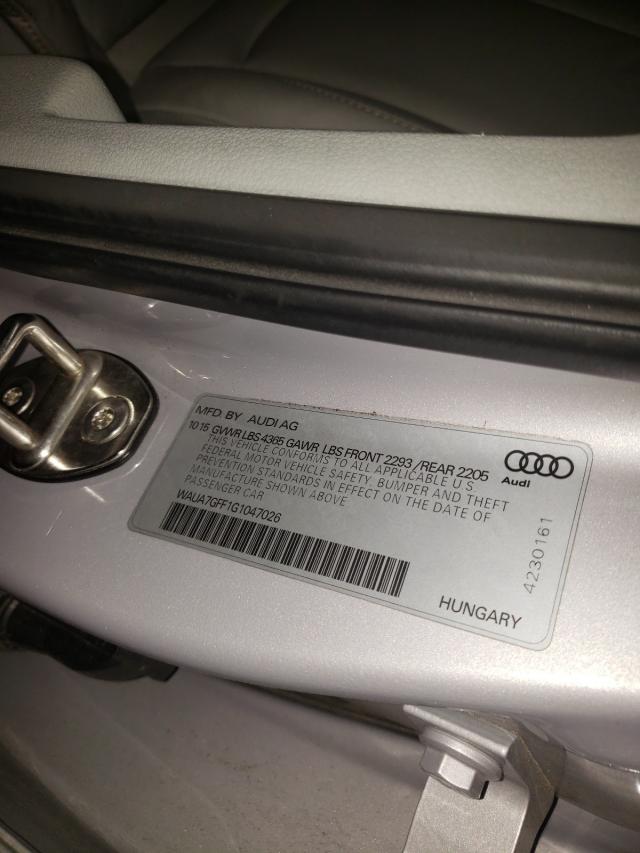 MFD. BY AUDI AG
10 15 GVWR LBS 4365 GAWR LBS FRONT 2293 / REAR 2205
THIS VEHICLE CONFORMS TO ALL APPLICABLE U S
FEDERAL MOTOR VEHICLE SAFETY, BUMPER AND THEFT
PREVENTION STANDARDS IN EFFECT ON THE DATE OF
MANUFACTURE SHOWN ABOVE
PASSENGER CAR
WAUA7GFF1G1047026
Audi
4230161
HUNGARY